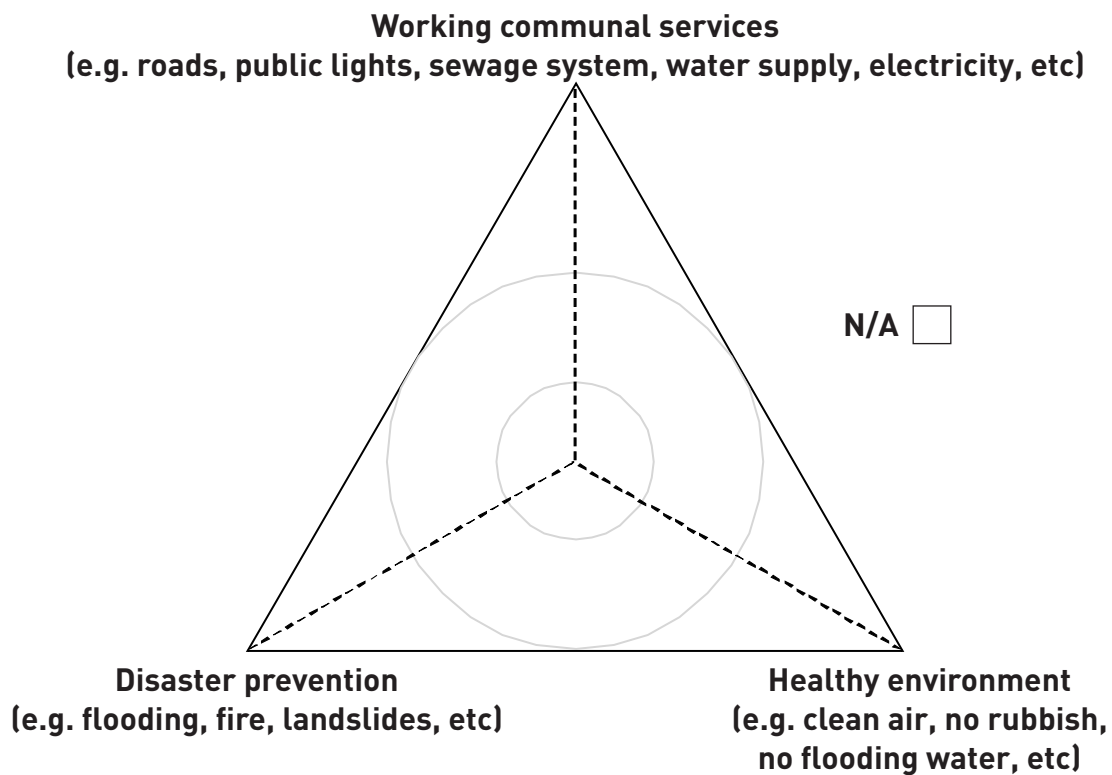 Working communal services
(e.g. roads, public lights, sewage system, water supply, electricity, etc)
N/A
Disaster prevention
(e.g. flooding, fire, landslides, etc)
Healthy environment
(e.g. clean air, no rubbish,
no flooding water, etc)